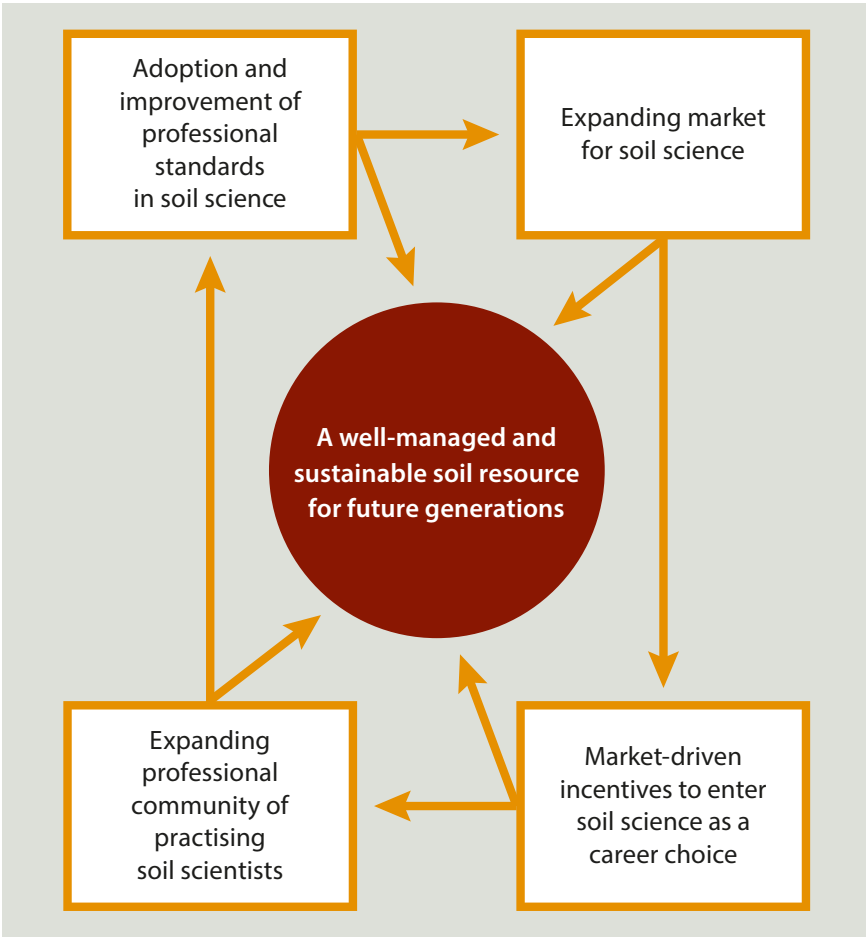 Adoption and
improvement of
professional
standards
in soil science
Expanding market
for soil science
A well-managed and
sustainable soil resource
for future generations
Expanding
professional
community of
practising
soil scientists
Market-driven
incentives to enter
soil science as a
career choice